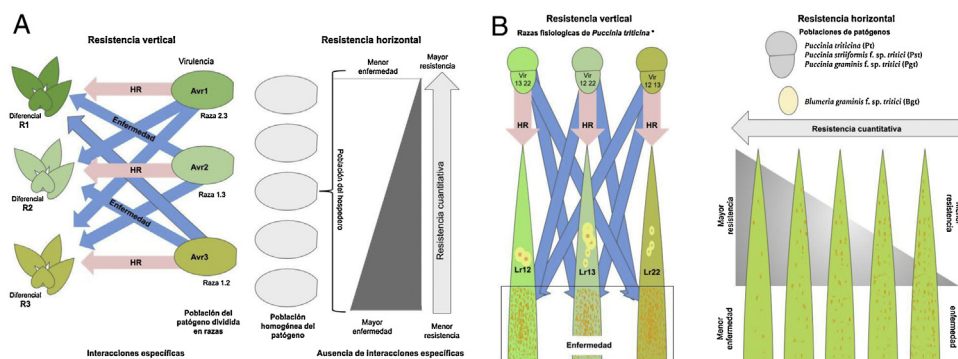 A
Resistencia vertical
Virulencia
Diferencial
R1
HR
Avr1
Raza 2.3
Enfermedad
Diferencial
R2
HR
Avr2
Raza 1.3
Enfermedad
Diferencial
R3
HR
Avr3
Raza 1.2
Población del
patógeno dividida
en razas
Interacciones específicas
Resistencia horizontal
Menor
enfermedad
Mayor
resistencia
Población del hospedero
Resistencia cuantitativa
Población
homogénea del
patógeno
Mayor
enfermedad
Menor
resistencia
Ausencia de interacciones específicas
B
Resistencia vertical
Razas fisiologicas de Puccinia triticina *
Vir
13 22
Vir
12 22
Vir
12 13
HR
HR
HR
Lr12
Lr13
Lr22
Enfermedad
Resistencia horizontal
Poblaciones de patógenos
Puccinia triticina (Pt)
Puccinia striiformis f. sp. tritici (Pst)
Puccinia graminis f. sp. tritici (Pgt)
Blumeria graminis f. sp. tritici (Bgt)
Resistencia cuantitativa
Mayor
resistencia
resistencia
Menor
enfermedad
enfermedad